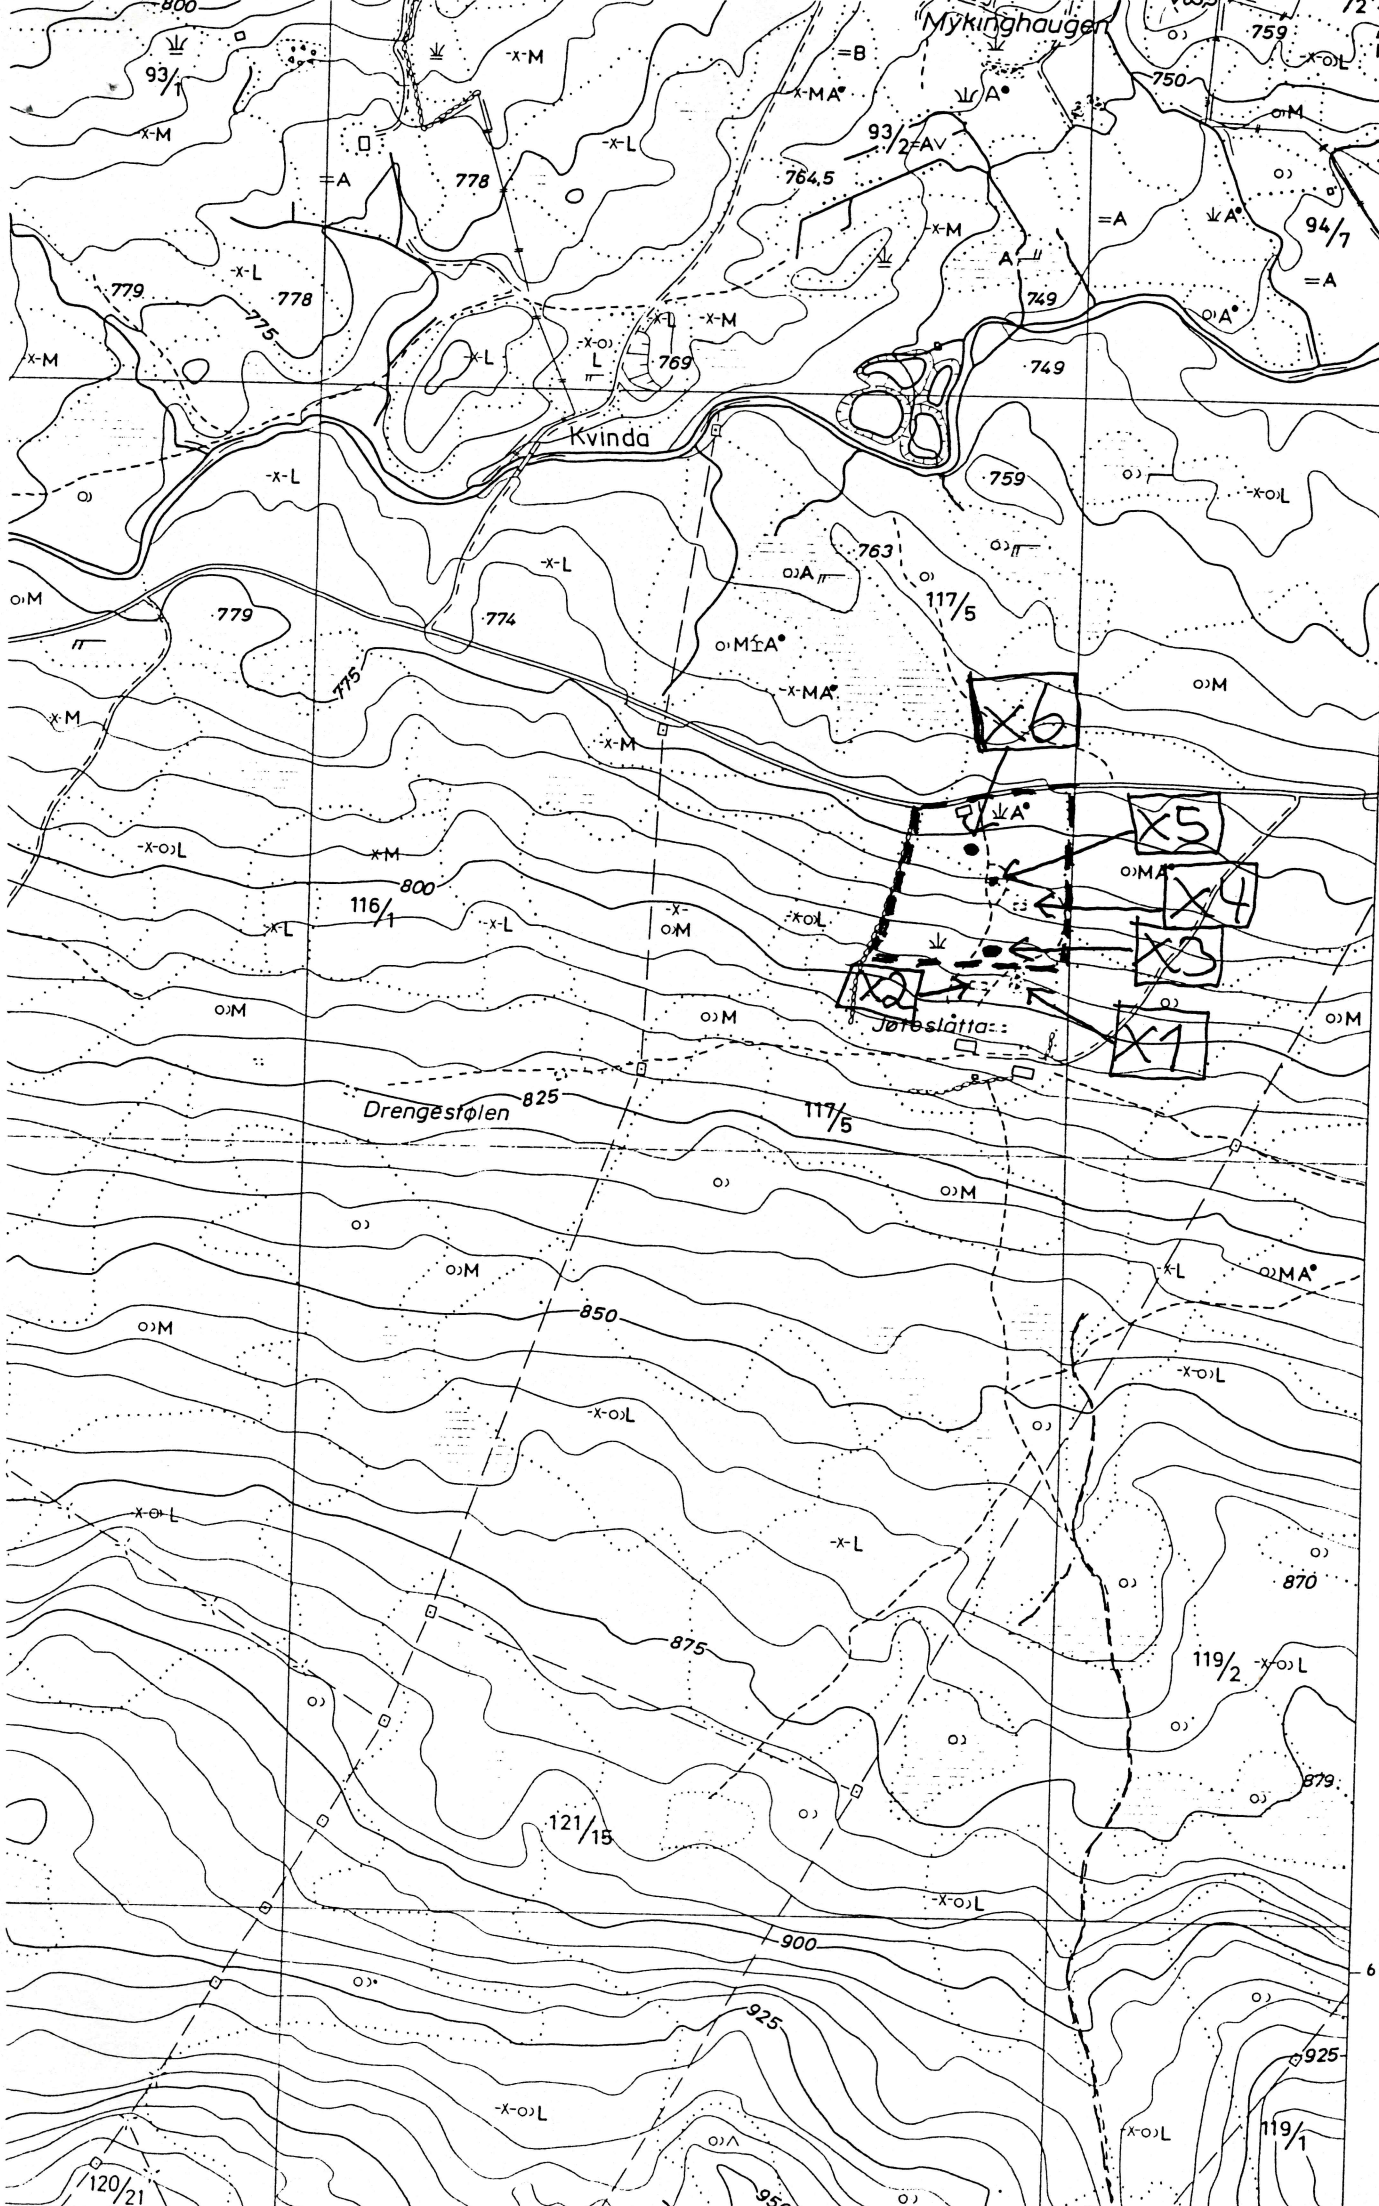 800
Mykinghaugen
759
93/1
-x-M
=B
-x-O)L
750
x-MA
A
O)M
-x-M
-x-L
93/2=AV
=A
778
764,5
O)
-x-M
=A
A
94/7
-x-L
779
778
A
749
=A
775
O)A
-x-L
-x-M
-x-M
-x-L
-x-O)
L
769
749
Kvinda
O)
-x-L
759
O)
-x-O)L
763
O)
-x-L
O)A
O)
O)M
779
774
117/5
O)M±A
775
-x-MA
O)M
x-M
-x-M
X6
A
X5
-x-O)L
x-M
O)MA
800
X4
116/1
-x-L
-x-L
-x-
O)M
-x-O)L
X3
X2
O)M
O)M
O)
O)M
Jøteslåtta
X1
825
Drengestølen
117/5
O)
O)M
O)
O)M
-x-L
O)MA
850
O)M
-x-O)L
-x-O)L
O)
x-O)L
-x-L
O)
O)
870
875
119/2
-x-O)L
O)
O)
O)
879
O)
O)
121/15
-x-O)L
900
6
O)
O)
925
925
-x-O)L
-x-O)L
119/1
O)Λ
120/21
950
O)